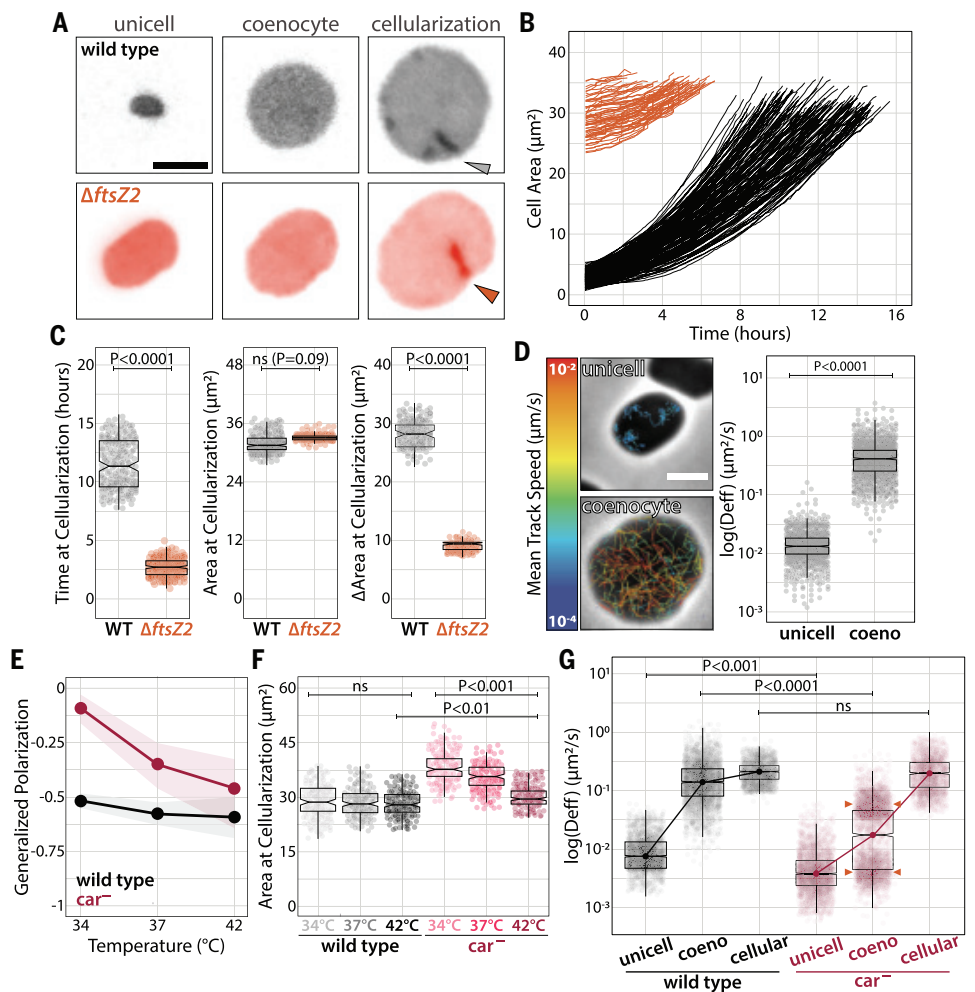 A
unicell
coenocyte
cellularization
wild type
ΔftsZ2
B
Cell Area (µm²)
40
30
20
10
0
0
4
8
12
16
Time (hours)
C
Time at Cellularization (hours)
20
15
10
5
0
P<0.0001
WT ΔftsZ2
Area at Cellularization (µm²)
48
36
24
12
0
ns (P=0.09)
WT ΔftsZ2
ΔArea at Cellularization (µm²)
40
30
20
10
0
P<0.0001
WT ΔftsZ2
D
Mean Track Speed (µm/s)
10⁻²
10⁻⁴
unicell
coenocyte
log(Deff) (µm²/s)
10¹
10⁰
10⁻¹
10⁻²
10⁻³
P<0.0001
unicell coeno
E
Generalized Polarization
0
-0.25
-0.5
-0.75
-1
wild type
car⁻
34
37
42
Temperature (°C)
F
Area at Cellularization (µm²)
60
45
30
15
0
ns
P<0.001
P<0.01
34°C 37°C 42°C 34°C 37°C 42°C
wild type car⁻
G
log(Deff) (µm²/s)
10¹
10⁰
10⁻¹
10⁻²
10⁻³
P<0.001
P<0.0001
ns
unicell coeno cellular unicell coeno cellular
wild type car⁻